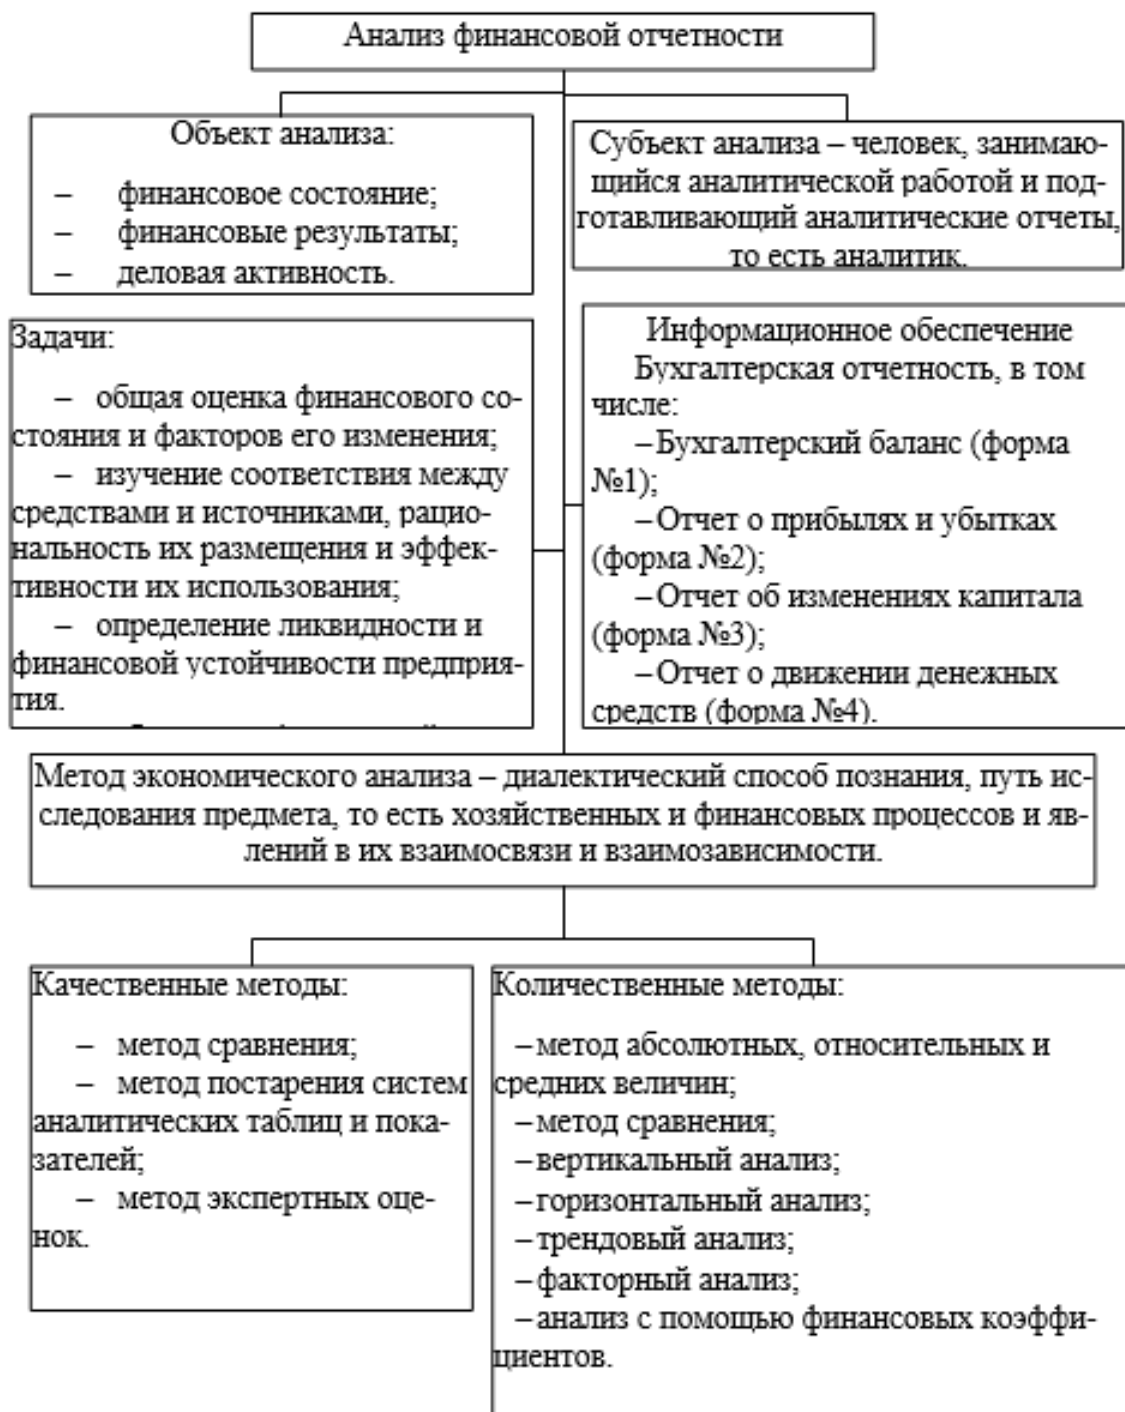 Анализ финансовой отчетности
Объект анализа:
– финансовое состояние;
– финансовые результаты;
– деловая активность.
Субъект анализа – человек, занимаю-
щийся аналитической работой и под-
готавливающий аналитические отчеты,
то есть аналитик.
Задачи:
– общая оценка финансового со-
стояния и факторов его изменения;
– изучение соответствия между
средствами и источниками, рацио-
нальность их размещения и эффек-
тивности их использования;
– определение ликвидности и
финансовой устойчивости предприя-
тия.
Информационное обеспечение
Бухгалтерская отчетность, в том
числе:
–Бухгалтерский баланс (форма
№1);
–Отчет о прибылях и убытках
(форма №2);
–Отчет об изменениях капитала
(форма №3);
–Отчет о движении денежных
средств (форма №4).
Метод экономического анализа – диалектический способ познания, путь ис-
следования предмета, то есть хозяйственных и финансовых процессов и яв-
лений в их взаимосвязи и взаимозависимости.
Качественные методы:
– метод сравнения;
– метод постарения систем
аналитических таблиц и пока-
зателей;
– метод экспертных оце-
нок.
Количественные методы:
–метод абсолютных, относительных и
средних величин;
–метод сравнения;
–вертикальный анализ;
–горизонтальный анализ;
–трендовый анализ;
–факторный анализ;
–анализ с помощью финансовых коэффи-
циентов.